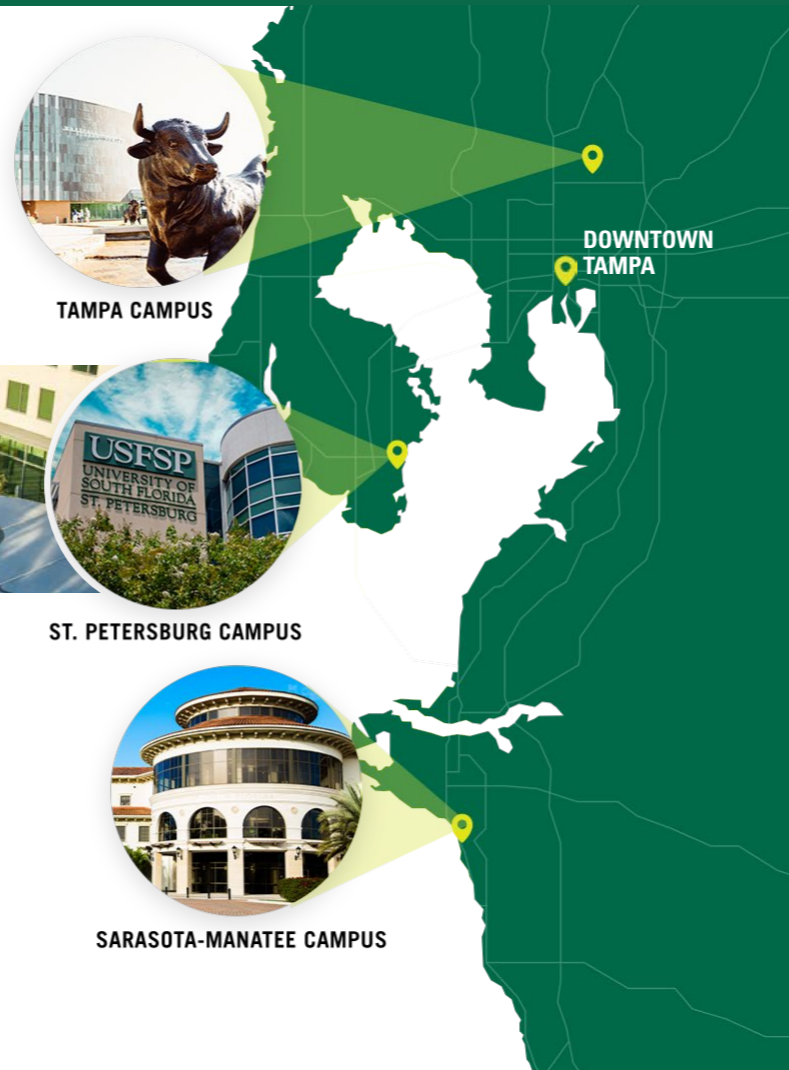 DOWNTOWN
TAMPA
TAMPA CAMPUS
USFSP
UNIVERSITY OF
SOUTH FLORIDA
ST. PETERSBURG
ST. PETERSBURG CAMPUS
SARASOTA-MANATEE CAMPUS